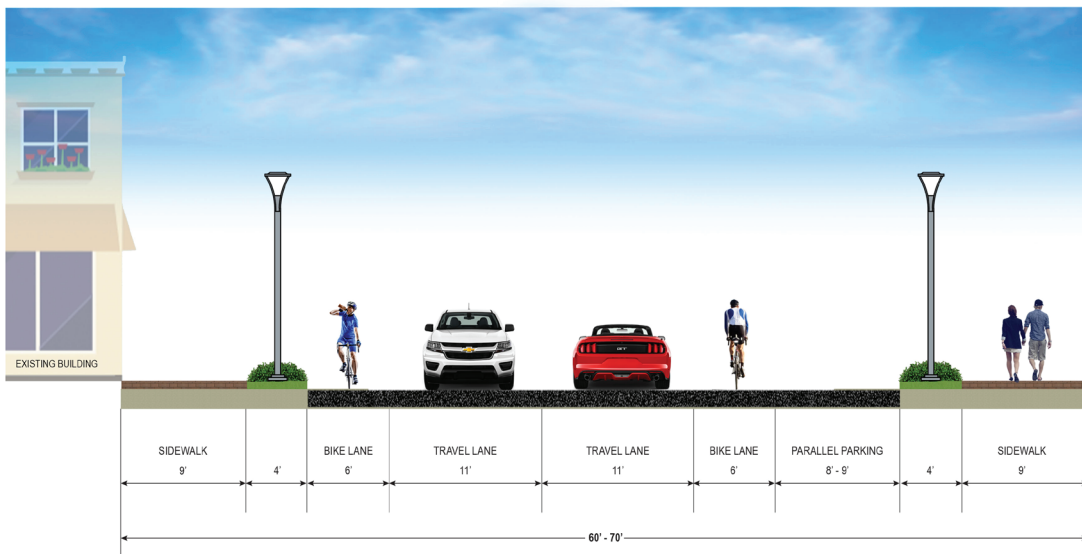 EXISTING BUILDING
GT
SIDEWALK
9'
4'
BIKE LANE
6'
TRAVEL LANE
11'
TRAVEL LANE
11'
BIKE LANE
6'
PARALLEL PARKING
8' - 9'
4'
SIDEWALK
9'
60' - 70'